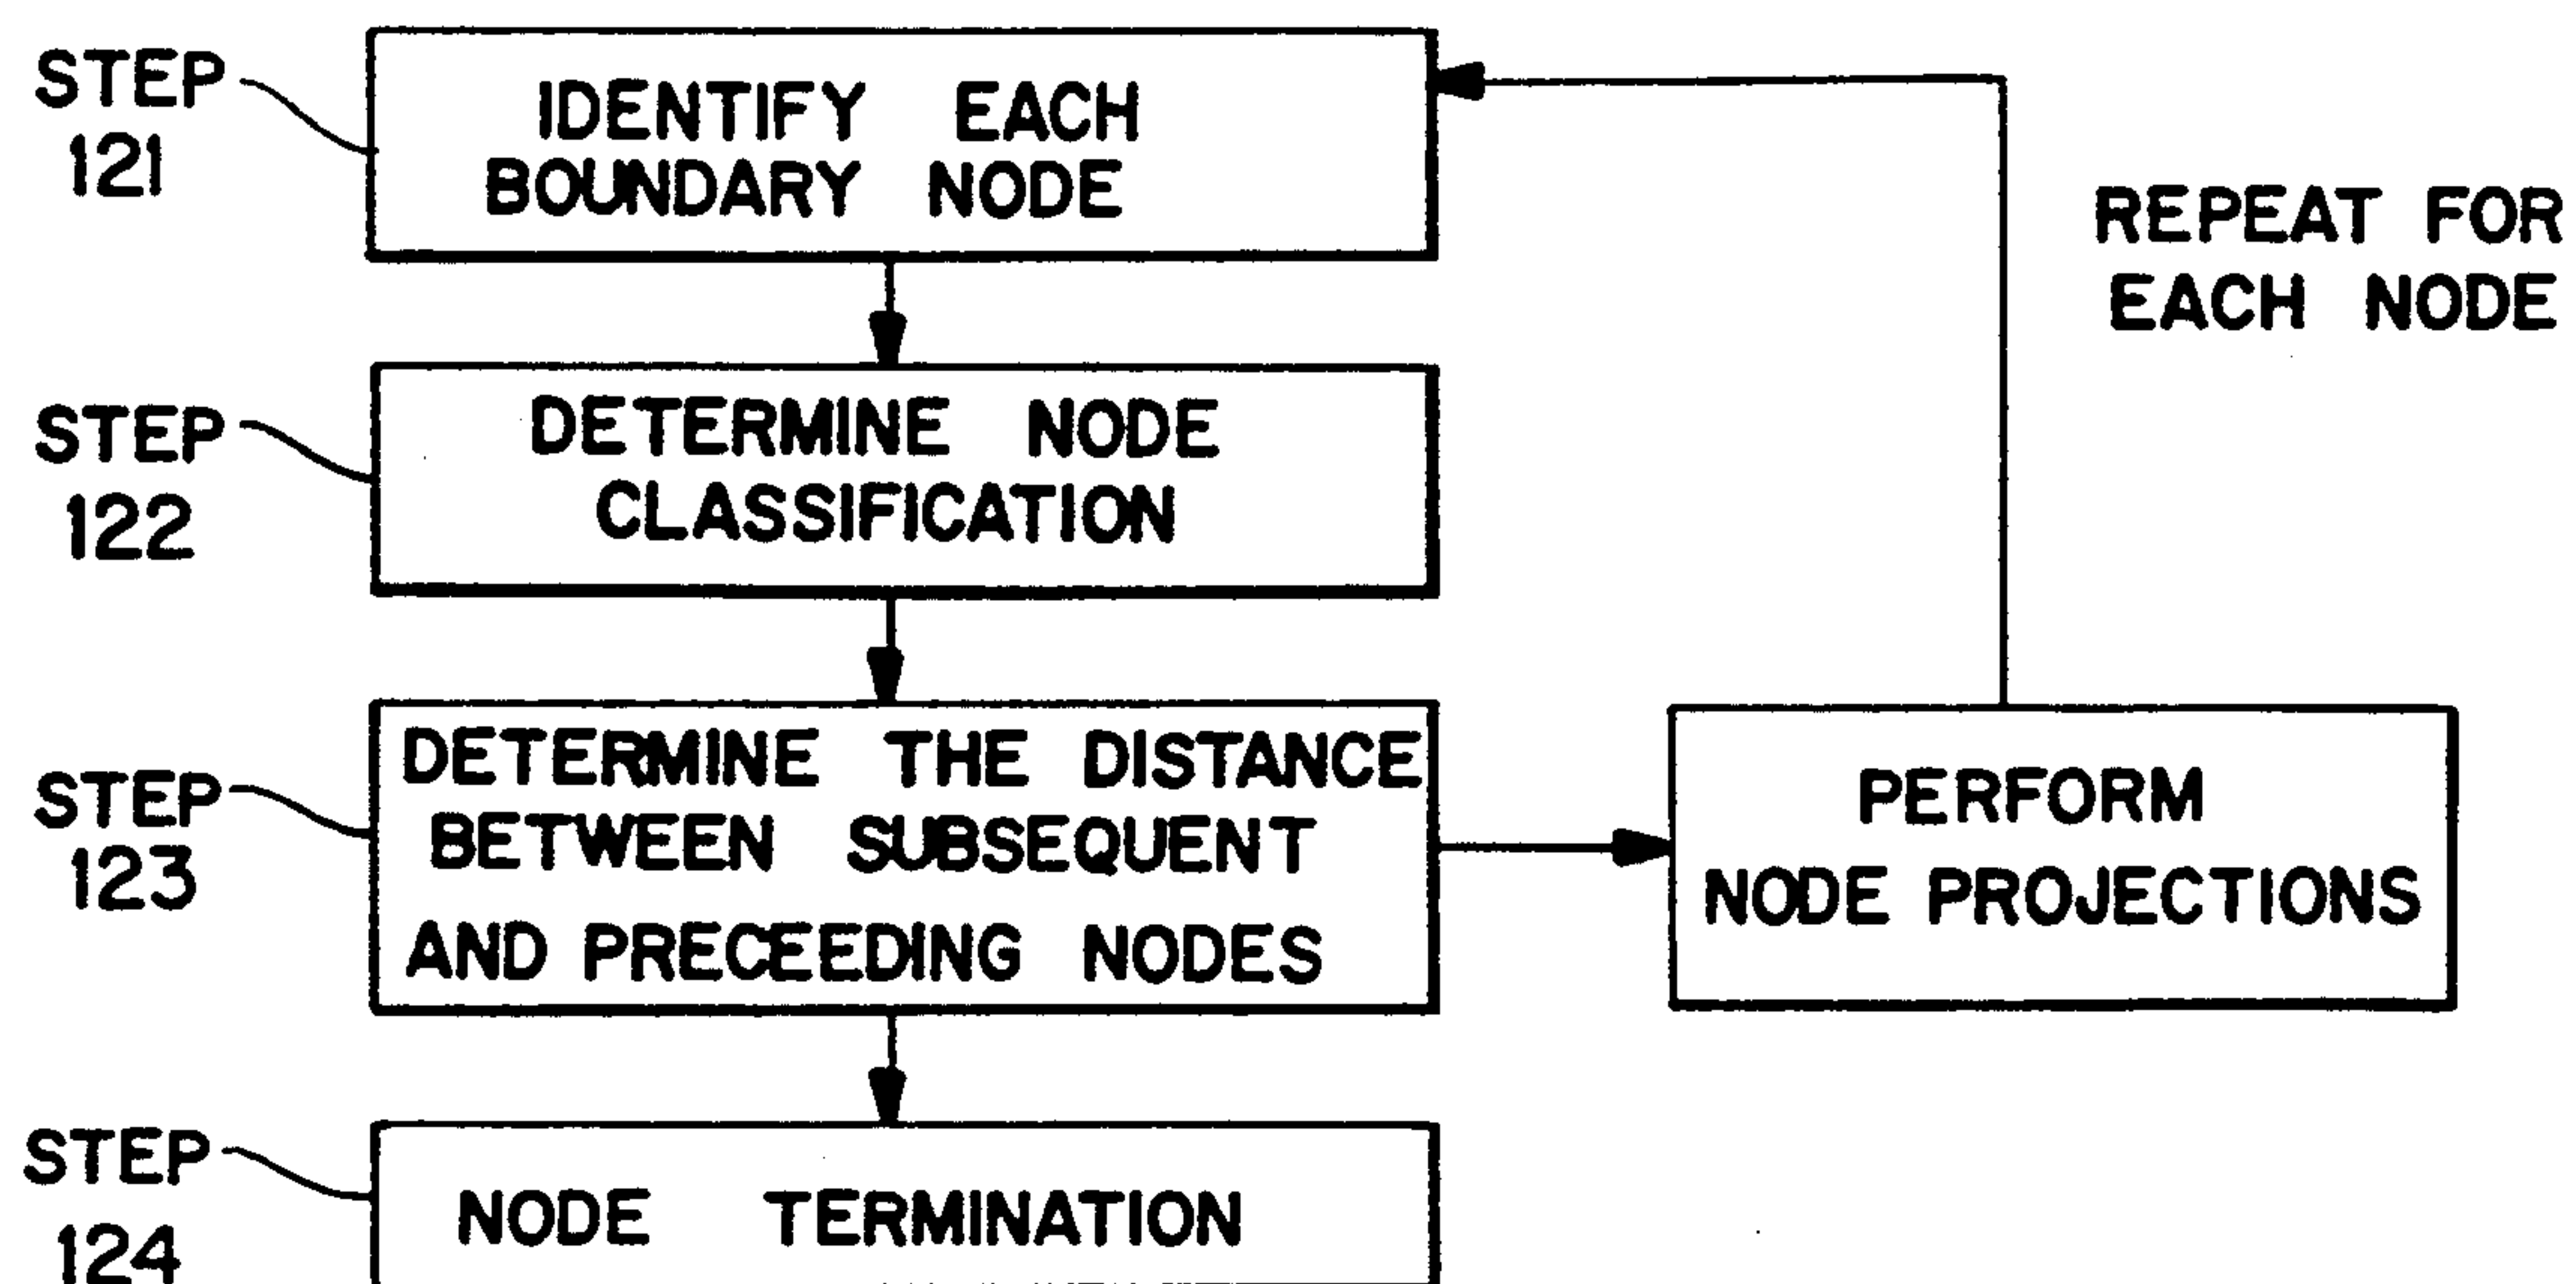 STEP
121
IDENTIFY EACH
BOUNDARY NODE
REPEAT FOR
EACH NODE
STEP
122
DETERMINE NODE
CLASSIFICATION
STEP
123
DETERMINE THE DISTANCE
BETWEEN SUBSEQUENT
AND PRECEEDING NODES
PERFORM
NODE PROJECTIONS
STEP
124
NODE TERMINATION